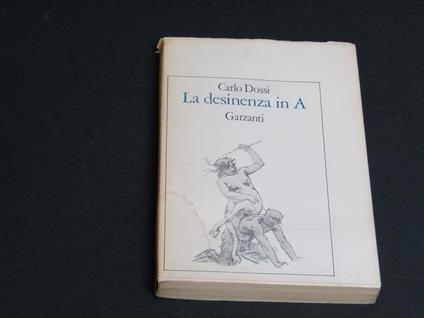 Carlo Dossi
La desinenza in A
Garzanti